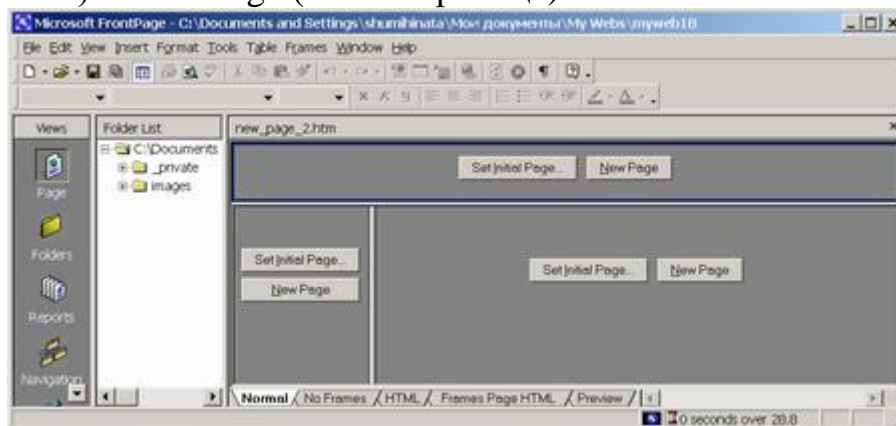 Microsoft FrontPage - C:\Documents and Settings\shumihinata\Мои документы\My Webs\myweb18
File Edit View Insert Format Tools Table Frames Window Help
Views
Folder List
new_page_2.htm
C:\Documents
_private
images
Page
Folders
Reports
Navigation
Set Initial Page...
New Page
Set Initial Page...
New Page
Set Initial Page...
New Page
Normal No Frames HTML Frames Page HTML Preview
0 seconds over 28.8